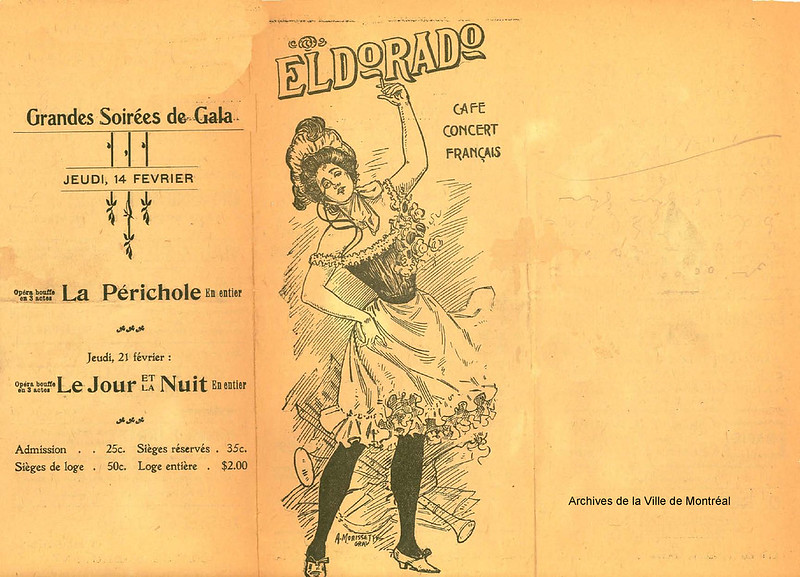 Grandes Soirées de Gala
JEUDI, 14 FEVRIER
Opéra bouffe
en 3 actes La Périchole En entier
Jeudi, 21 février :
Opéra bouffe
en 3 actes Le Jour ET LA Nuit En entier
Admission . . 25c. Sièges réservés . 35c.
Sièges de loge . 50c. Loge entière . $2.00
ELDORADO
CAFE
CONCERT
FRANÇAIS
A. MORISSETTE
GRAV
Archives de la Ville de Montréal